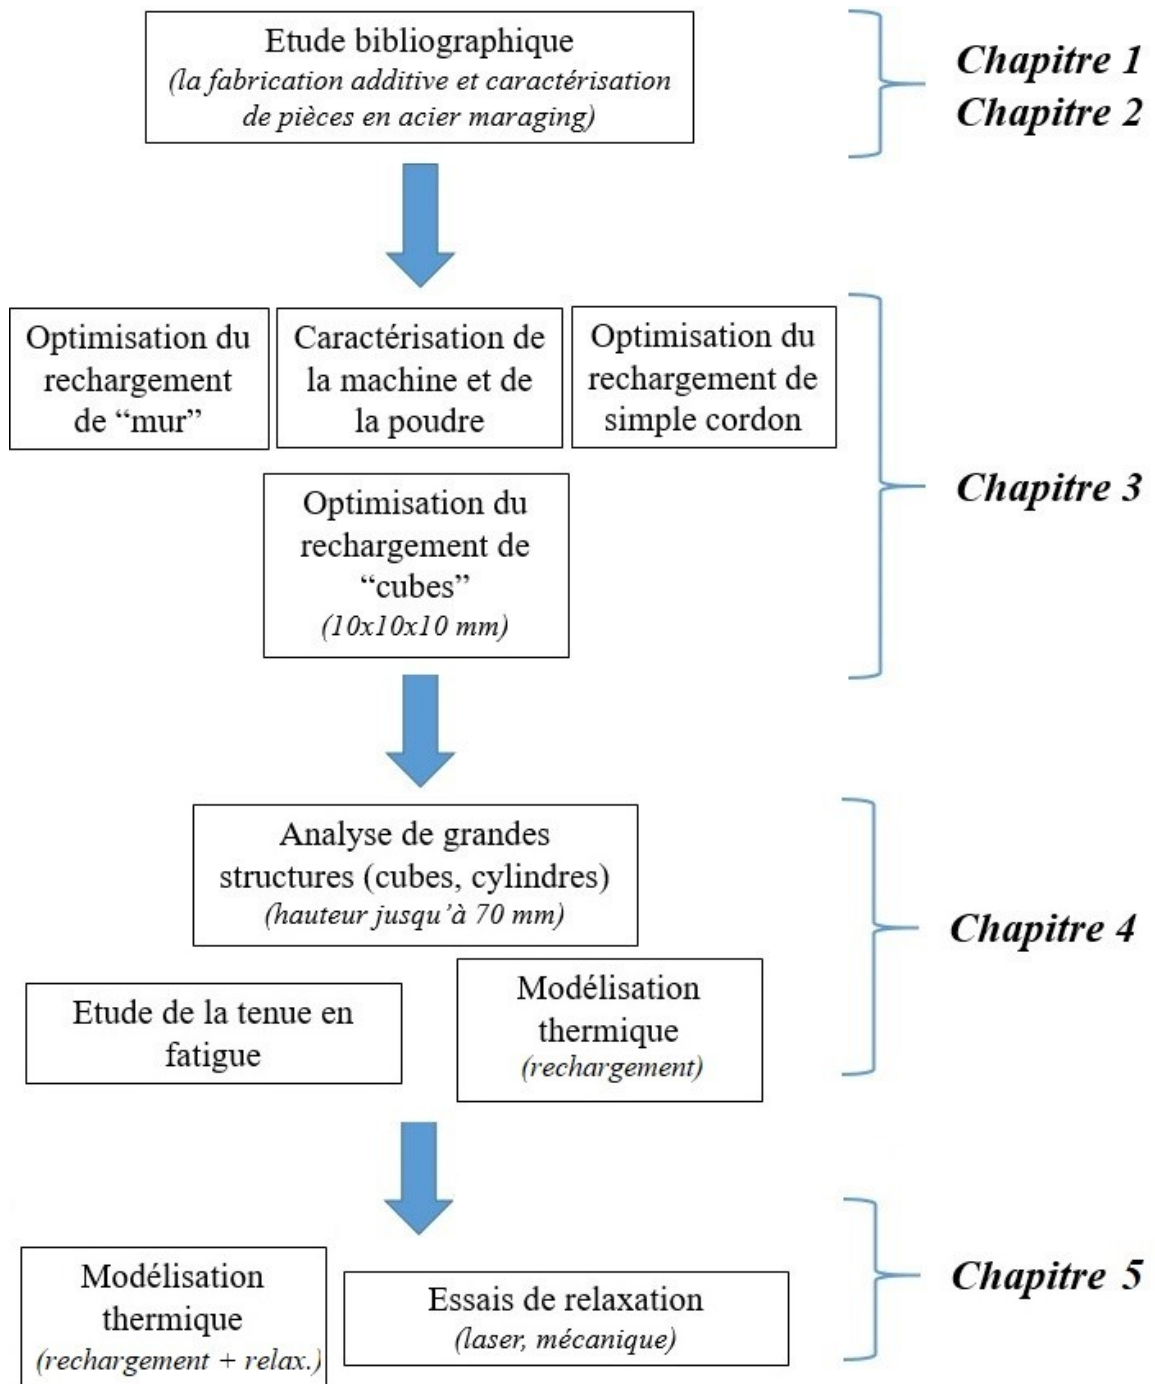 Etude bibliographique
(la fabrication additive et caractérisation
de pièces en acier maraging)
Chapitre 1
Chapitre 2
Optimisation du
rechargement
de “mur”
Caractérisation de
la machine et de
la poudre
Optimisation du
rechargement de
simple cordon
Optimisation du
rechargement de
“cubes”
(10x10x10 mm)
Chapitre 3
Analyse de grandes
structures (cubes, cylindres)
(hauteur jusqu’à 70 mm)
Etude de la tenue en
fatigue
Modélisation
thermique
(rechargement)
Chapitre 4
Modélisation
thermique
(rechargement + relax.)
Essais de relaxation
(laser, mécanique)
Chapitre 5